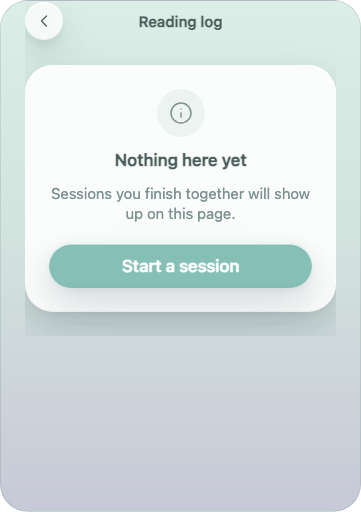 Reading log
Nothing here yet
Sessions you finish together will show
up on this page.
Start a session